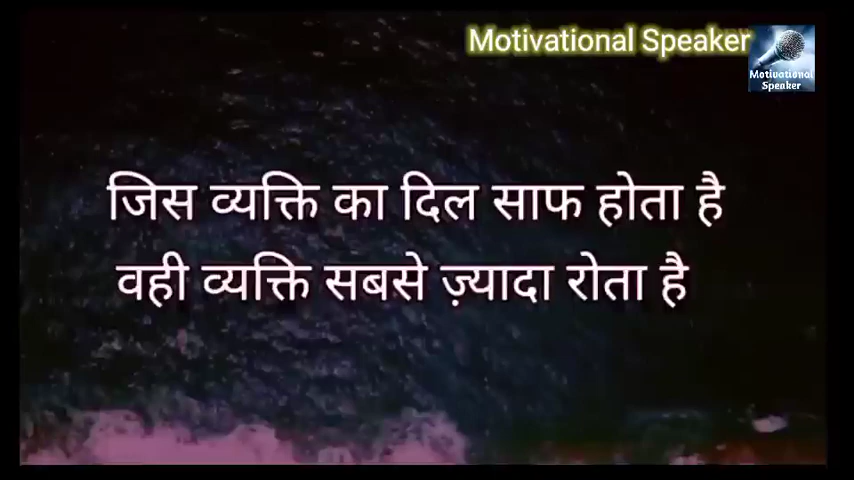 Motivational Speaker
Motivational
Speaker
जिस व्यक्ति का दिल साफ होता है
वही व्यक्ति सबसे ज़्यादा रोता है